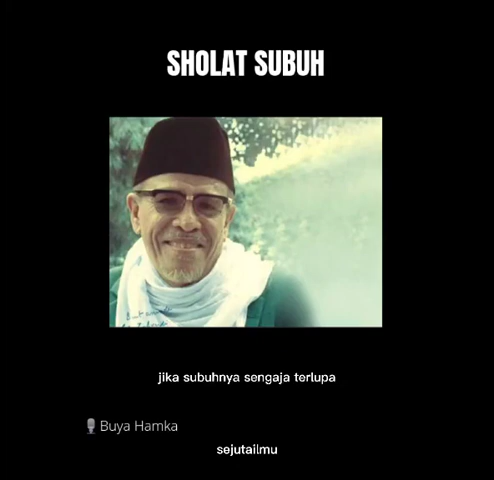 SHOLAT SUBUH
jika subuhnya sengaja terlupa
Buya Hamka
sejutailmu